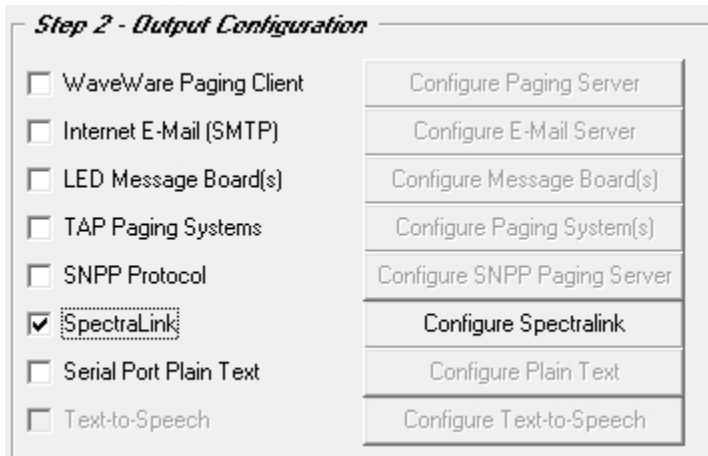 Step 2 - Output Configuration
WaveWare Paging Client Configure Paging Server
Internet E-Mail (SMTP) Configure E-Mail Server
LED Message Board(s) Configure Message Board(s)
TAP Paging Systems Configure Paging System(s)
SNPP Protocol Configure SNPP Paging Server
SpectraLink Configure Spectralink
Serial Port Plain Text Configure Plain Text
Text-to-Speech Configure Text-to-Speech